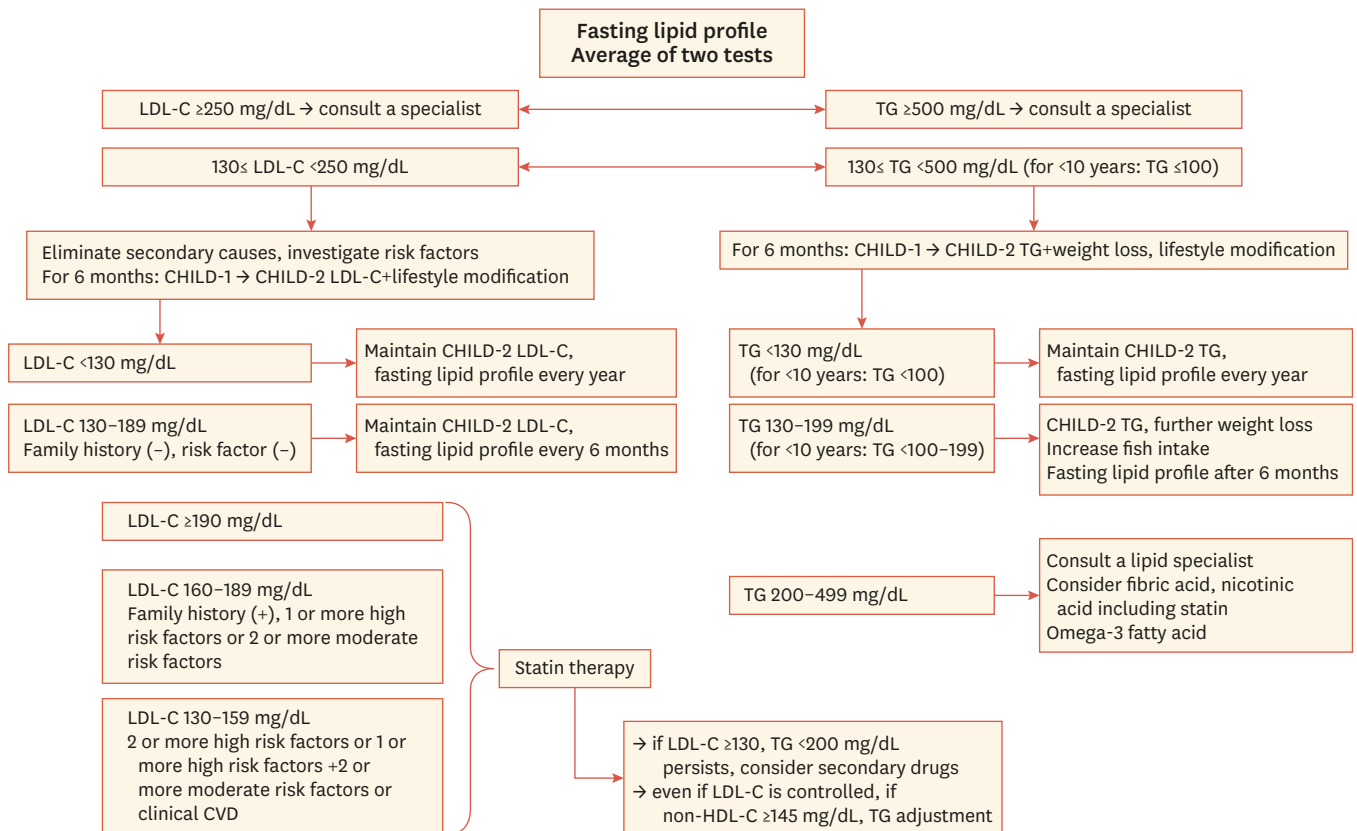 Fasting lipid profile
Average of two tests
LDL-C ≥250 mg/dL → consult a specialist
TG ≥500 mg/dL → consult a specialist
130≤ LDL-C <250 mg/dL
130≤ TG <500 mg/dL (for <10 years: TG ≤100)
Eliminate secondary causes, investigate risk factors
For 6 months: CHILD-1 → CHILD-2 LDL-C+lifestyle modification
For 6 months: CHILD-1 → CHILD-2 TG+weight loss, lifestyle modification
LDL-C <130 mg/dL
Maintain CHILD-2 LDL-C,
fasting lipid profile every year
TG <130 mg/dL
(for <10 years: TG <100)
Maintain CHILD-2 TG,
fasting lipid profile every year
LDL-C 130–189 mg/dL
Family history (−), risk factor (−)
Maintain CHILD-2 LDL-C,
fasting lipid profile every 6 months
TG 130–199 mg/dL
(for <10 years: TG <100–199)
CHILD-2 TG, further weight loss
Increase fish intake
Fasting lipid profile after 6 months
LDL-C ≥190 mg/dL
LDL-C 160–189 mg/dL
Family history (+), 1 or more high
risk factors or 2 or more moderate
risk factors
LDL-C 130–159 mg/dL
2 or more high risk factors or 1 or
more high risk factors +2 or
more moderate risk factors or
clinical CVD
Statin therapy
→ if LDL-C ≥130, TG <200 mg/dL
persists, consider secondary drugs
→ even if LDL-C is controlled, if
non-HDL-C ≥145 mg/dL, TG adjustment
TG 200–499 mg/dL
Consult a lipid specialist
Consider fibric acid, nicotinic
acid including statin
Omega-3 fatty acid